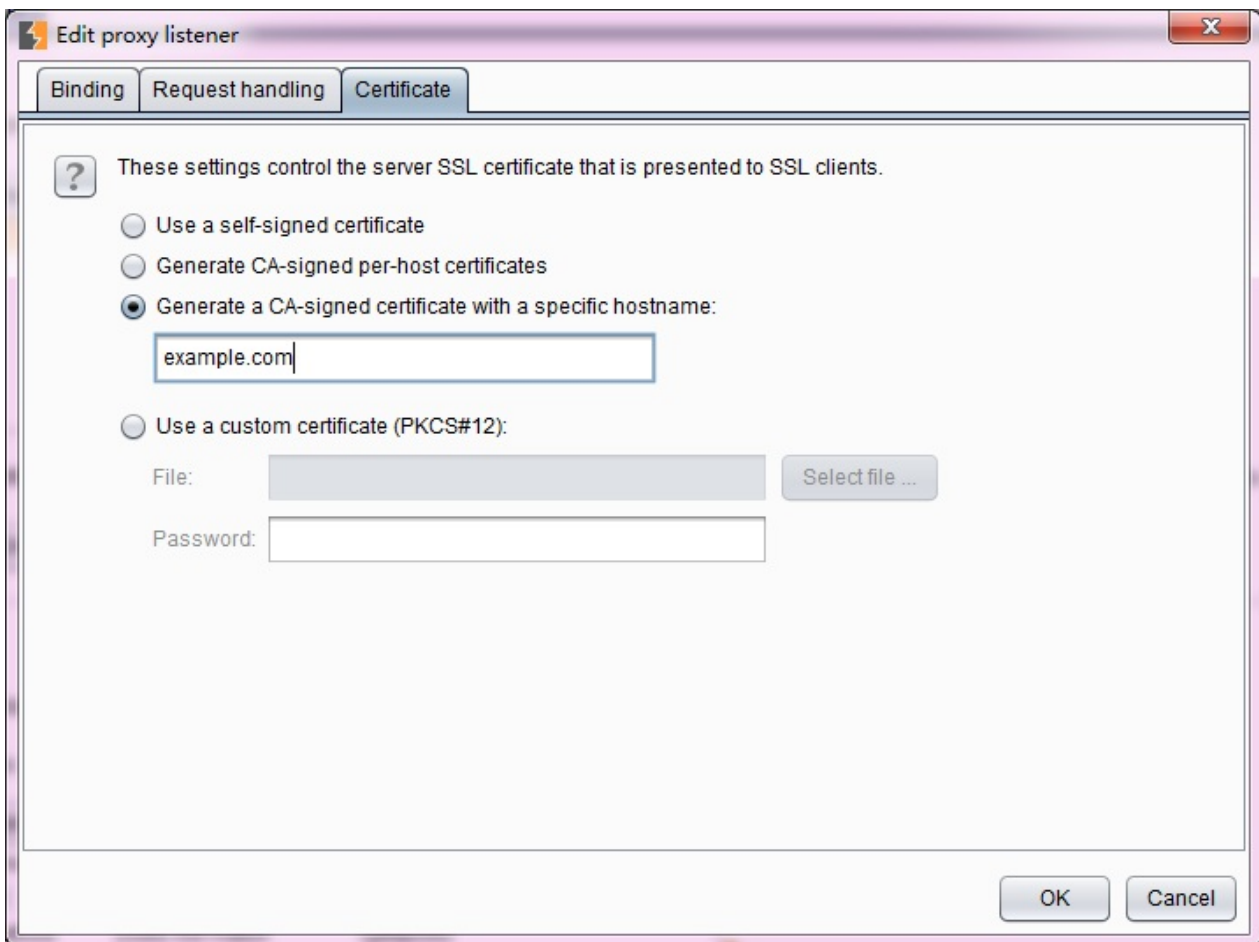 Edit proxy listener
Binding Request handling Certificate
These settings control the server SSL certificate that is presented to SSL clients.
Use a self-signed certificate
Generate CA-signed per-host certificates
Generate a CA-signed certificate with a specific hostname:
example.com
Use a custom certificate (PKCS#12):
File: Select file ...
Password:
OK Cancel